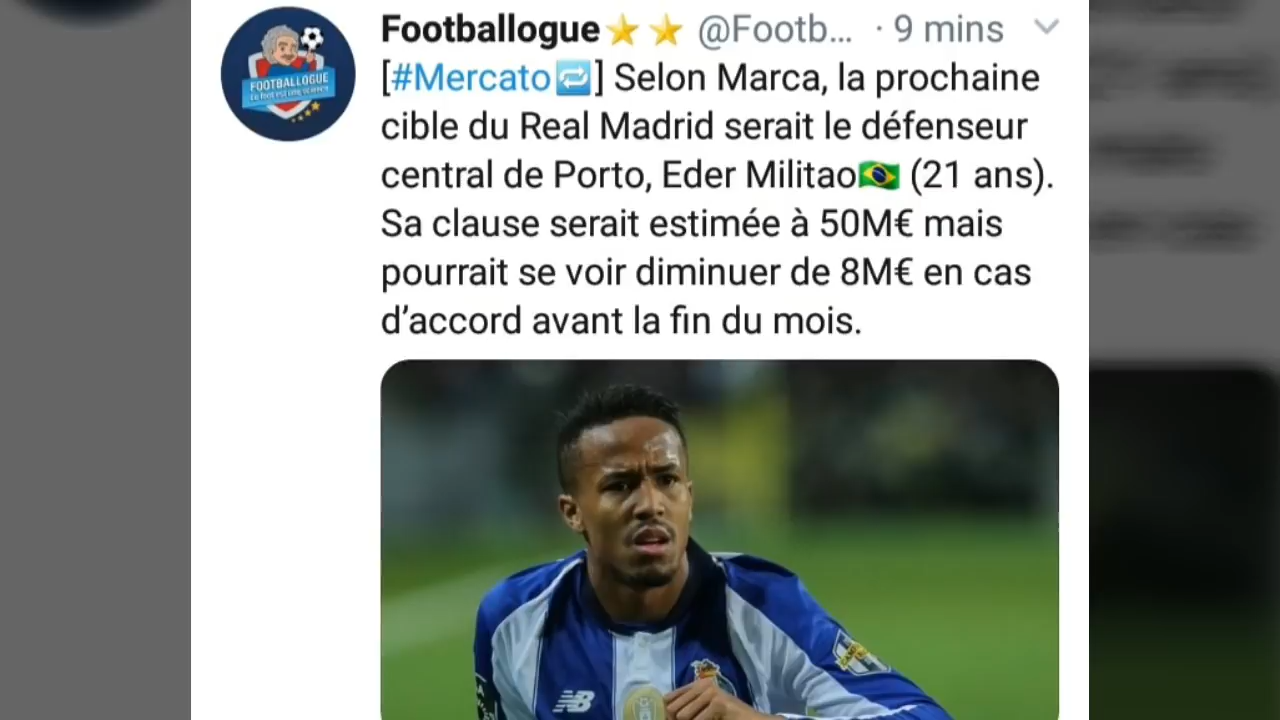 Footballogue⭐⭐ @Footb... · 9 mins
[#Mercato🔁] Selon Marca, la prochaine
cible du Real Madrid serait le défenseur
central de Porto, Eder Militao🇧🇷 (21 ans).
Sa clause serait estimée à 50M€ mais
pourrait se voir diminuer de 8M€ en cas
d’accord avant la fin du mois.
FOOTBALLOGUE